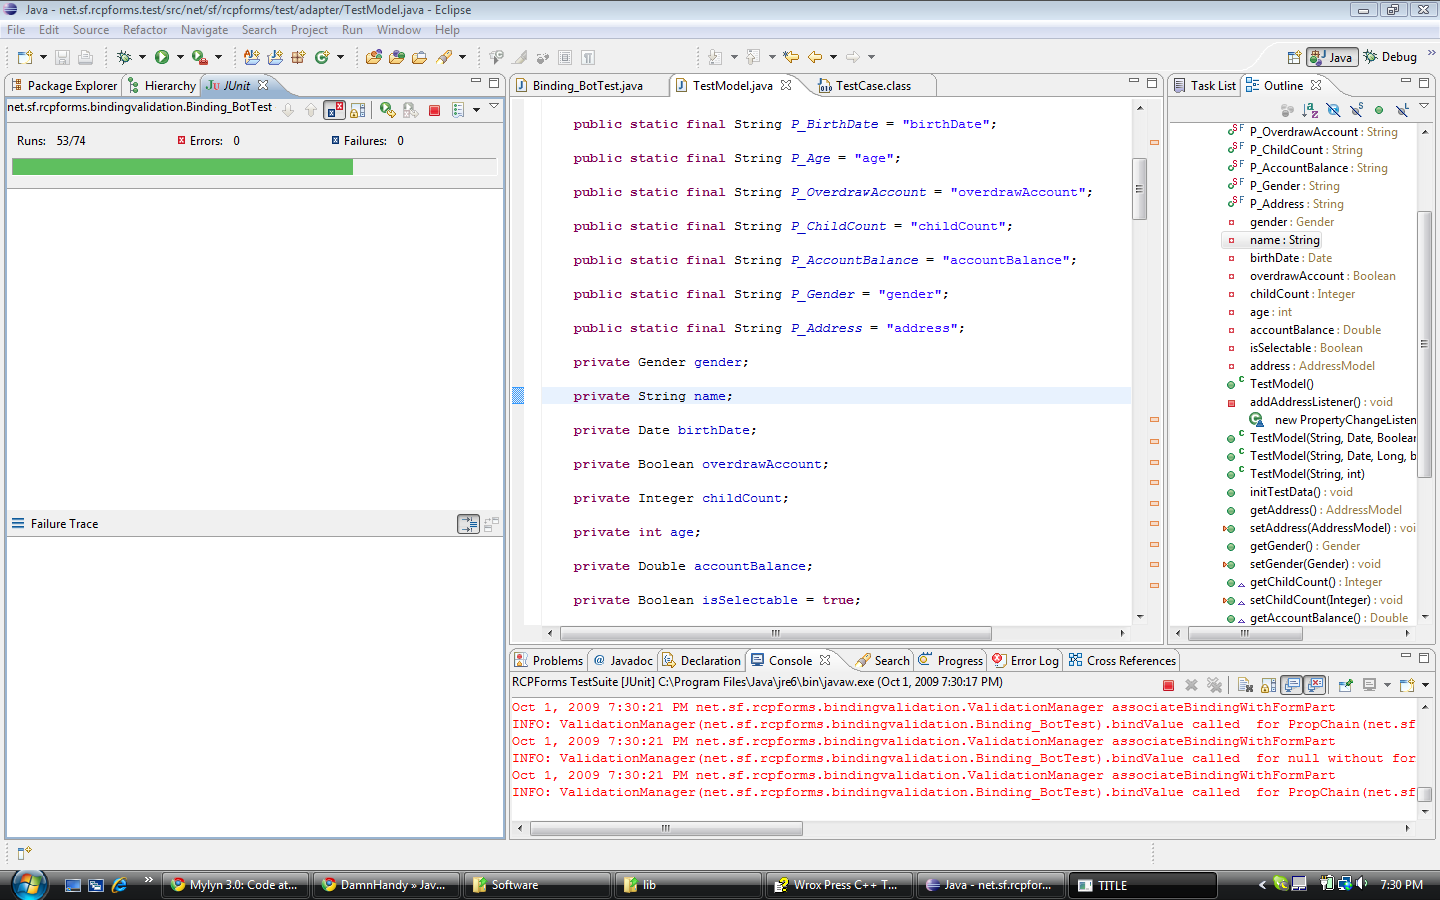 Java - net.sf.rcpforms.test/src/net/sf/rcpforms/test/adapter/TestModel.java - Eclipse
File Edit Source Refactor Navigate Search Project Run Window Help
Java Debug
Package Explorer Hierarchy JUnit
net.sf.rcpforms.bindingvalidation.Binding_BotTest
Runs: 53/74 Errors: 0 Failures: 0
Failure Trace
Binding_BotTest.java TestModel.java TestCase.class
public static final String P_BirthDate = "birthDate";
public static final String P_Age = "age";
public static final String P_OverdrawAccount = "overdrawAccount";
public static final String P_ChildCount = "childCount";
public static final String P_AccountBalance = "accountBalance";
public static final String P_Gender = "gender";
public static final String P_Address = "address";
private Gender gender;
private String name;
private Date birthDate;
private Boolean overdrawAccount;
private Integer childCount;
private int age;
private Double accountBalance;
private Boolean isSelectable = true;
Task List Outline
P_OverdrawAccount : String
P_ChildCount : String
P_AccountBalance : String
P_Gender : String
P_Address : String
gender : Gender
name : String
birthDate : Date
overdrawAccount : Boolean
childCount : Integer
age : int
accountBalance : Double
isSelectable : Boolean
address : AddressModel
TestModel()
addAddressListener() : void
new PropertyChangeListen
TestModel(String, Date, Boolean
TestModel(String, Date, Long, b
TestModel(String, int)
initTestData() : void
getAddress() : AddressModel
setAddress(AddressModel) : voi
getGender() : Gender
setGender(Gender) : void
getChildCount() : Integer
setChildCount(Integer) : void
getAccountBalance() : Double
Problems Javadoc Declaration Console Search Progress Error Log Cross References
RCPForms TestSuite [JUnit] C:\Program Files\Java\jre6\bin\javaw.exe (Oct 1, 2009 7:30:17 PM)
Oct 1, 2009 7:30:21 PM net.sf.rcpforms.bindingvalidation.ValidationManager associateBindingWithFormPart
INFO: ValidationManager(net.sf.rcpforms.bindingvalidation.Binding_BotTest).bindValue called  for PropChain(net.sf
Oct 1, 2009 7:30:21 PM net.sf.rcpforms.bindingvalidation.ValidationManager associateBindingWithFormPart
INFO: ValidationManager(net.sf.rcpforms.bindingvalidation.Binding_BotTest).bindValue called  for null without for
Oct 1, 2009 7:30:21 PM net.sf.rcpforms.bindingvalidation.ValidationManager associateBindingWithFormPart
INFO: ValidationManager(net.sf.rcpforms.bindingvalidation.Binding_BotTest).bindValue called  for PropChain(net.sf
Mylyn 3.0: Code at... DamnHandy » Jav... Software lib Wrox Press C++ T... Java - net.sf.rcpfor... TITLE 7:30 PM